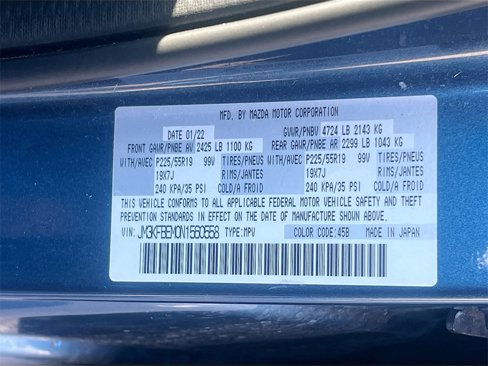 MFD. BY MAZDA MOTOR CORPORATION
DATE 01/22 GVWR/PNBV 4724 LB 2143 KG
FRONT GAWR/PNBE AV 2425 LB 1100 KG REAR GAWR/PNBE AR 2299 LB 1043 KG
WITH/AVEC P225/55R19 99V TIRES/PNEUS WITH/AVEC P225/55R19 99V TIRES/PNEUS
19X7J RIMS/JANTES 19X7J RIMS/JANTES
240 KPA/35 PSI COLD/A FROID 240 KPA/35 PSI COLD/A FROID
THIS VEHICLE CONFORMS TO ALL APPLICABLE FEDERAL MOTOR VEHICLE SAFETY AND THEFT
PREVENTION STANDARDS IN EFFECT ON THE DATE OF MANUFACTURE SHOWN ABOVE.
VIN: JM3KFBEM0N1560558 TYPE:MPV COLOR CODE:45B MADE IN JAPAN